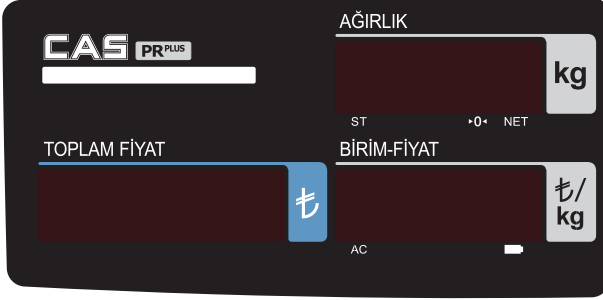 AĞIRLIK
CAS PR PLUS
kg
ST ▸0◂ NET
TOPLAM FİYAT
BİRİM-FİYAT
₺
₺/
kg
AC